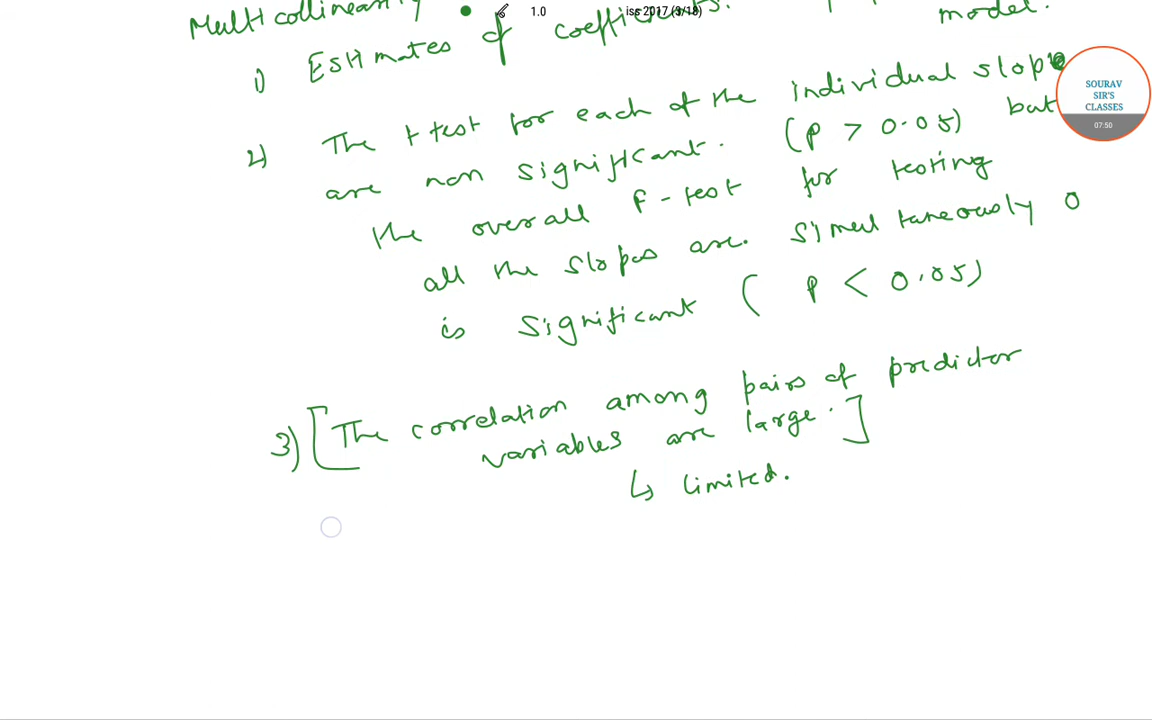 Multicollinearity
1.0
iss 2017 (3/18)
1) Estimates of coefficients. model.
2) The t test for each of the individual slope
are non significant. (p > 0.05) but
the overall F-test for testing
all the slopes are simultaneously 0
is significant (p < 0.05)
3) [The correlation among pairs of predictor
variables are large.]
↳ limited.
SOURAV
SIR'S
CLASSES
07:50